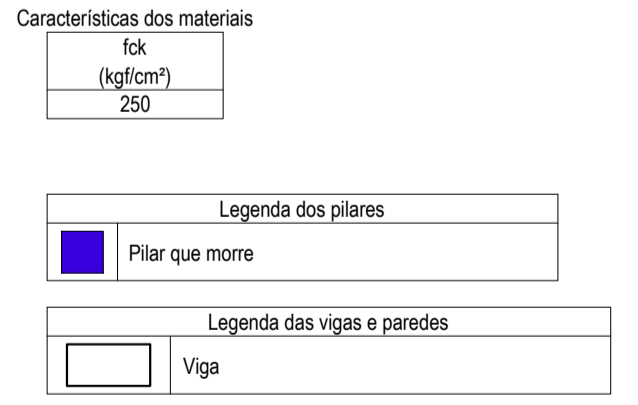 Características dos materiais
fck
(kgf/cm²)
250
Legenda dos pilares
Pilar que morre
Legenda das vigas e paredes
Viga